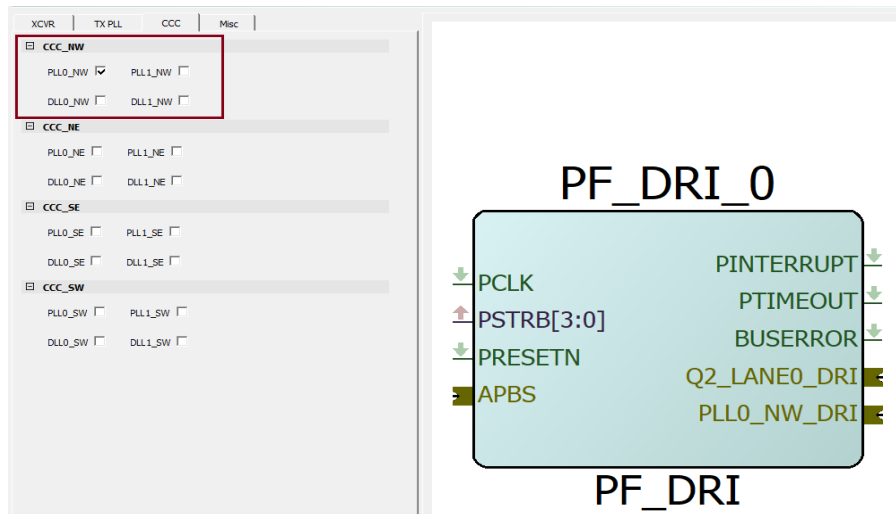 XCVR TX PLL CCC Misc
CCC_NW
PLL0_NW PLL1_NW
DLL0_NW DLL1_NW
CCC_NE
PLL0_NE PLL1_NE
DLL0_NE DLL1_NE
CCC_SE
PLL0_SE PLL1_SE
DLL0_SE DLL1_SE
CCC_SW
PLL0_SW PLL1_SW
DLL0_SW DLL1_SW
PF_DRI_0
PCLK
PSTRB[3:0]
PRESETN
APBS
PINTERRUPT
PTIMEOUT
BUSERROR
Q2_LANE0_DRI
PLL0_NW_DRI
PF_DRI